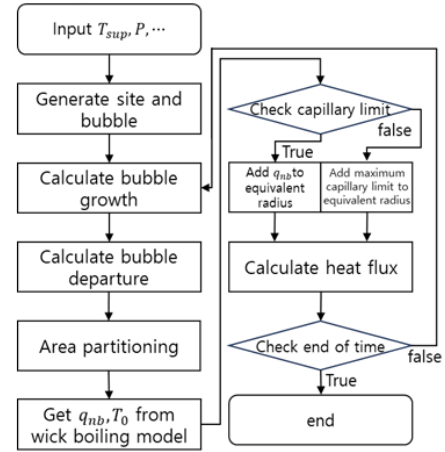 Input T_sup, P, ⋯
Generate site and
bubble
Calculate bubble
growth
Calculate bubble
departure
Area partitioning
Get q_nb, T_0 from
wick boiling model
Check capillary limit
false
True
Add q_nb to
equivalent
radius
Add maximum
capillary limit to
equivalent radius
Calculate heat flux
Check end of time
false
True
end